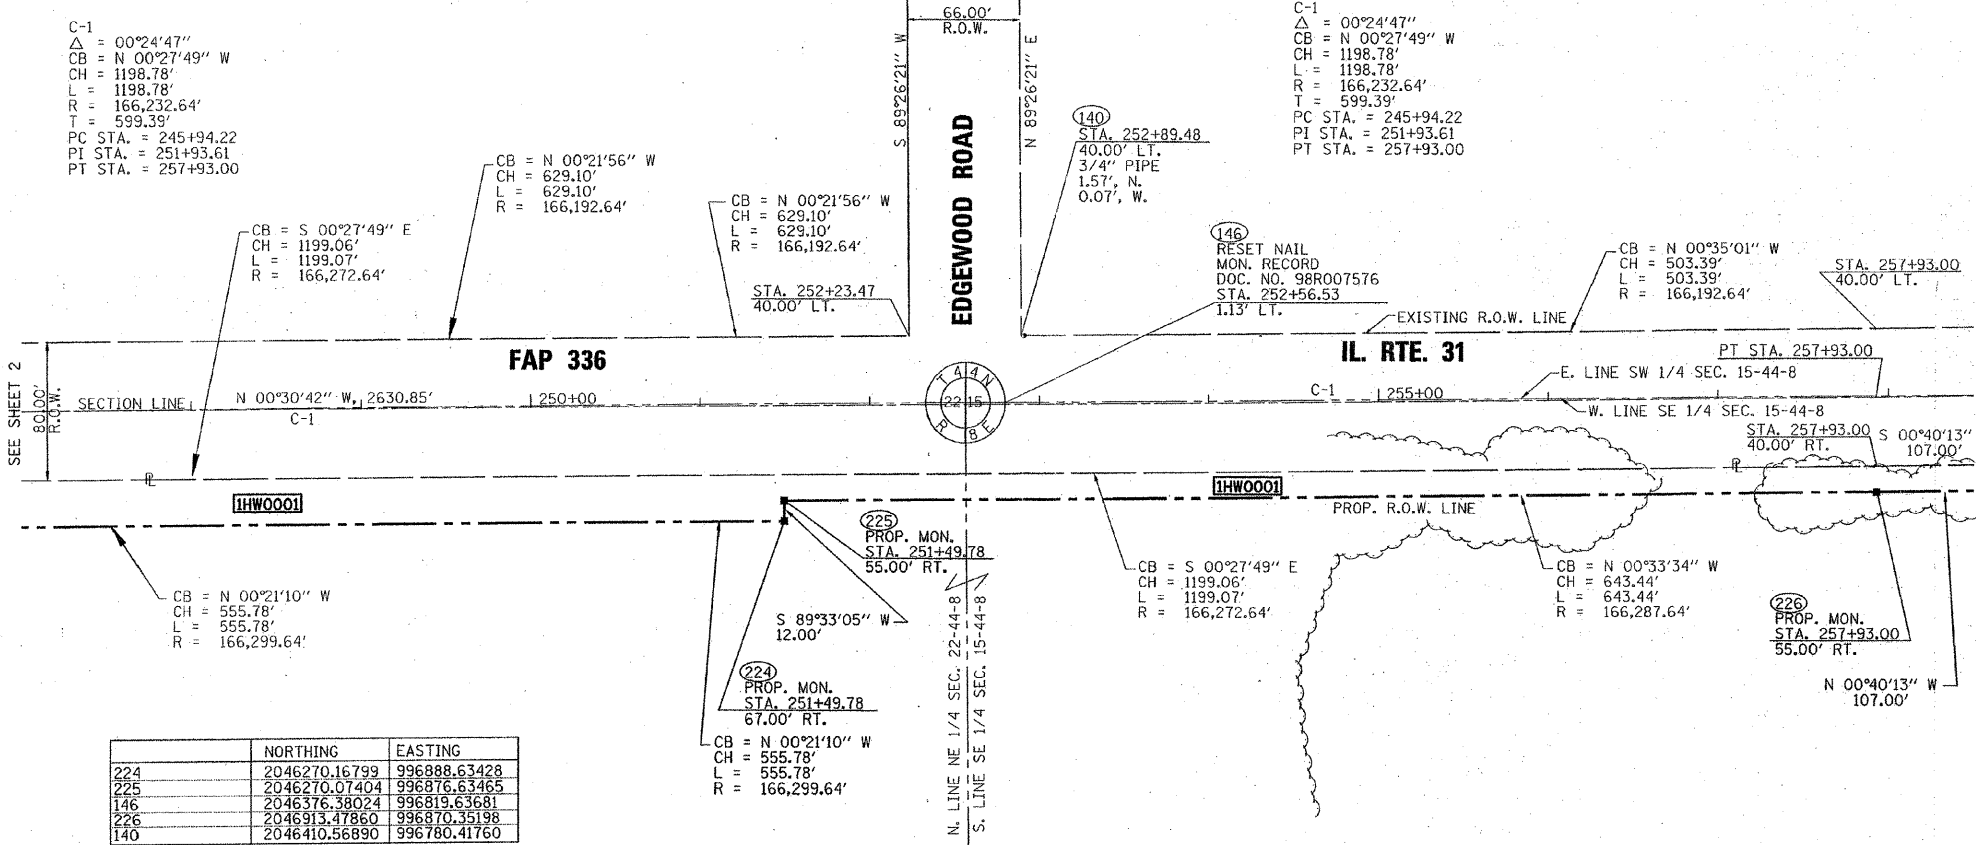 C-1
Δ = 00°24'47"
CB = N 00°27'49" W
CH = 1198.78'
L = 1198.78'
R = 166,232.64'
T = 599.39'
PC STA. = 245+94.22
PI STA. = 251+93.61
PT STA. = 257+93.00
66.00'
R.O.W.
C-1
Δ = 00°24'47"
CB = N 00°27'49" W
CH = 1198.78'
L = 1198.78'
R = 166,232.64'
T = 599.39'
PC STA. = 245+94.22
PI STA. = 251+93.61
PT STA. = 257+93.00
S 89°26'21" W
EDGEWOOD ROAD
N 89°26'21" E
140
STA. 252+89.48
40.00' LT.
3/4" PIPE
1.57', N.
0.07', W.
CB = N 00°21'56" W
CH = 629.10'
L = 629.10'
R = 166,192.64'
CB = N 00°21'56" W
CH = 629.10'
L = 629.10'
R = 166,192.64'
CB = S 00°27'49" E
CH = 1199.06'
L = 1199.07'
R = 166,272.64'
STA. 252+23.47
40.00' LT.
146
RESET NAIL
MON. RECORD
DOC. NO. 98R007576
STA. 252+56.53
1.13' LT.
CB = N 00°35'01" W
CH = 503.39'
L = 503.39'
R = 166,192.64'
STA. 257+93.00
40.00' LT.
EXISTING R.O.W. LINE
FAP 336
IL. RTE. 31
PT STA. 257+93.00
SEE SHEET 2
80.00'
R.O.W.
SECTION LINE
N 00°30'42" W, 2630.85'
C-1
250+00
T 44 N
22 15
R 8 E
C-1
255+00
E. LINE SW 1/4 SEC. 15-44-8
W. LINE SE 1/4 SEC. 15-44-8
STA. 257+93.00
40.00' RT.
S 00°40'13"
107.00'
PL
PL
1HW0001
1HW0001
PROP. R.O.W. LINE
225
PROP. MON.
STA. 251+49.78
55.00' RT.
CB = N 00°21'10" W
CH = 555.78'
L = 555.78'
R = 166,299.64'
S 89°33'05" W
12.00'
CB = S 00°27'49" E
CH = 1199.06'
L = 1199.07'
R = 166,272.64'
CB = N 00°33'34" W
CH = 643.44'
L = 643.44'
R = 166,287.64'
226
PROP. MON.
STA. 257+93.00
55.00' RT.
N 00°40'13" W
107.00'
224
PROP. MON.
STA. 251+49.78
67.00' RT.
CB = N 00°21'10" W
CH = 555.78'
L = 555.78'
R = 166,299.64'
N. LINE NE 1/4 SEC. 22-44-8
S. LINE SE 1/4 SEC. 15-44-8
NORTHING EASTING
224 2046270.16799 996888.63428
225 2046270.07404 996876.63465
146 2046376.38024 996819.63681
226 2046913.47860 996870.35198
140 2046410.56890 996780.41760